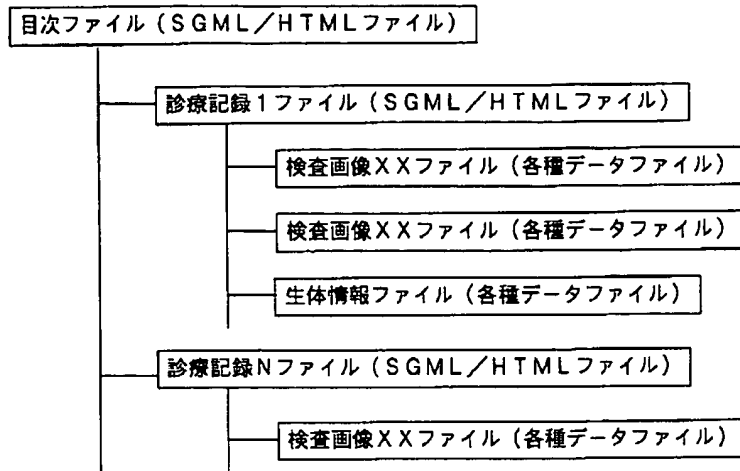 目次ファイル（ＳＧＭＬ／ＨＴＭＬファイル）
診療記録１ファイル（ＳＧＭＬ／ＨＴＭＬファイル）
検査画像ＸＸファイル（各種データファイル）
検査画像ＸＸファイル（各種データファイル）
生体情報ファイル（各種データファイル）
診療記録Ｎファイル（ＳＧＭＬ／ＨＴＭＬファイル）
検査画像ＸＸファイル（各種データファイル）